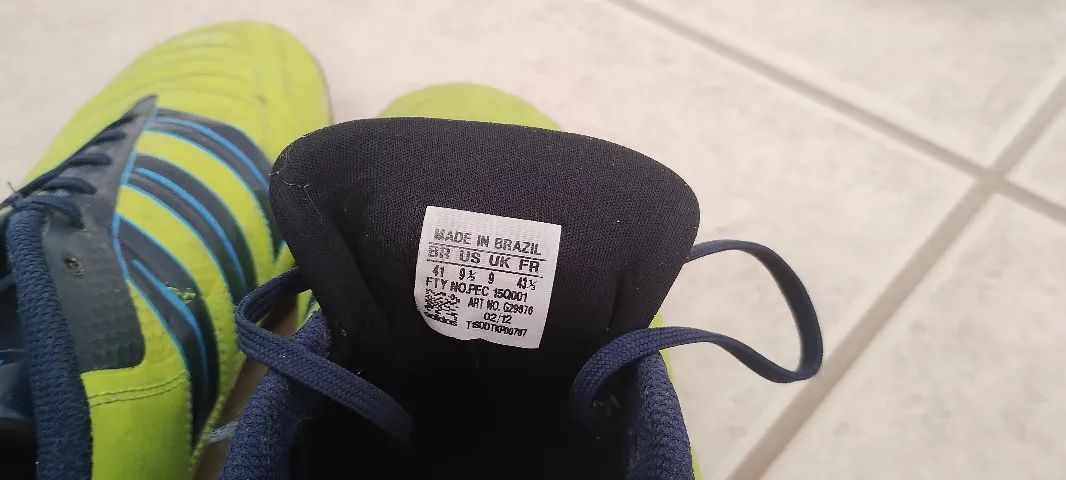 MADE IN BRAZIL
BR US UK FR
41 9½ 9 43⅓
FTY NO.PEC 15Q001
ART NO. G29876
02/12